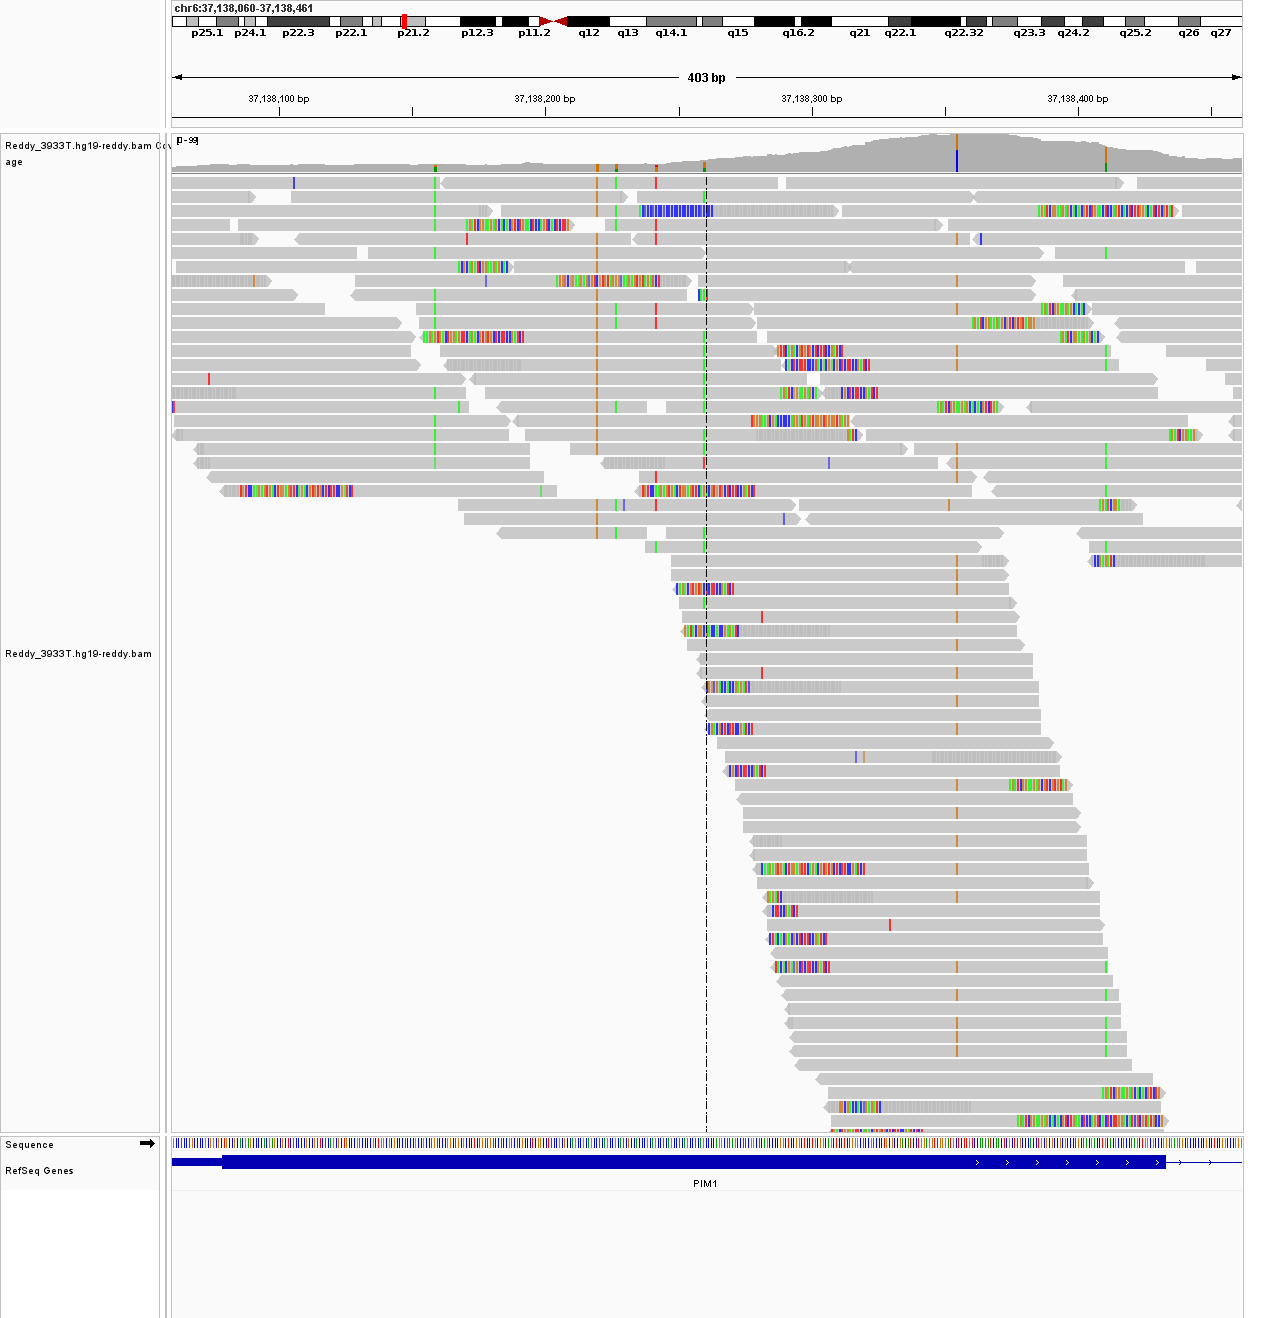 chr6:37,138,060-37,138,461
p25.1 p24.1 p22.3 p22.1 p21.2 p12.3 p11.2 q12 q13 q14.1 q15 q16.2 q21 q22.1 q22.32 q23.3 q24.2 q25.2 q26 q27
403 bp
37,138,100 bp 37,138,200 bp 37,138,300 bp 37,138,400 bp
[0-99]
Reddy_3933T.hg19-reddy.bam Cov
age
Reddy_3933T.hg19-reddy.bam
Sequence
RefSeq Genes
PIM1